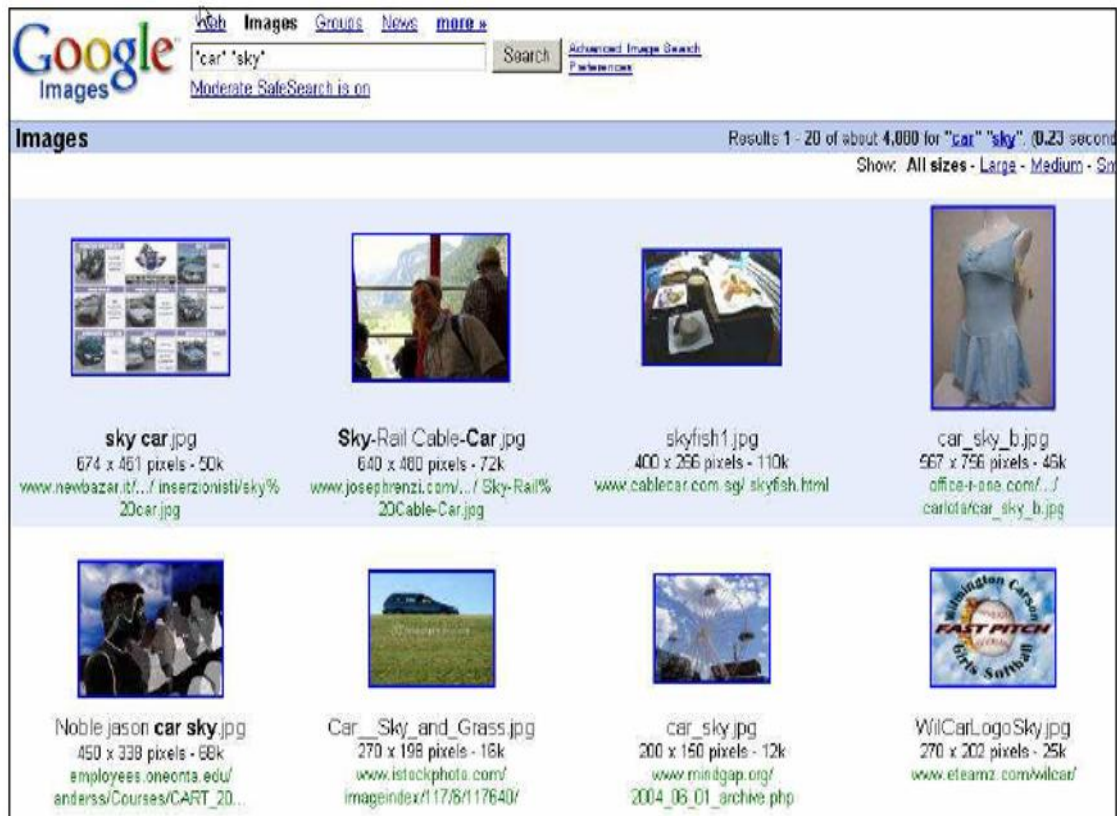 Web Images Groups News more »
Google
Images
"car" "sky"
Search
Advanced Image Search
Preferences
Moderate SafeSearch is on
Images
Results 1 - 20 of about 4,080 for "car" "sky". (0.23 second
Show: All sizes - Large - Medium - Sm
sky car.jpg
674 x 461 pixels - 50k
www.newbazar.it/.../ inserzionisti/sky%
20car.jpg
Sky-Rail Cable-Car.jpg
640 x 480 pixels - 72k
www.josephrenzi.com/.../ Sky-Rail%
20Cable-Car.jpg
skyfish1.jpg
400 x 266 pixels - 110k
www.cablecar.com.sg/ skyfish.html
car_sky_b.jpg
567 x 756 pixels - 46k
office-r-one.com/.../
carlota/car_sky_b.jpg
Wilmington Carson
FAST PITCH
Girls Softball
Noble jason car sky.jpg
450 x 338 pixels - 68k
employees.oneonta.edu/
anderss/Courses/CART_20...
Car__Sky_and_Grass.jpg
270 x 198 pixels - 16k
www.istockphoto.com/
imageindex/117/6/117640/
car_sky.jpg
200 x 150 pixels - 12k
www.mindgap.org/
2004_06_01_archive.php
WilCarLogoSky.jpg
270 x 202 pixels - 25k
www.eteamz.com/wilcar/